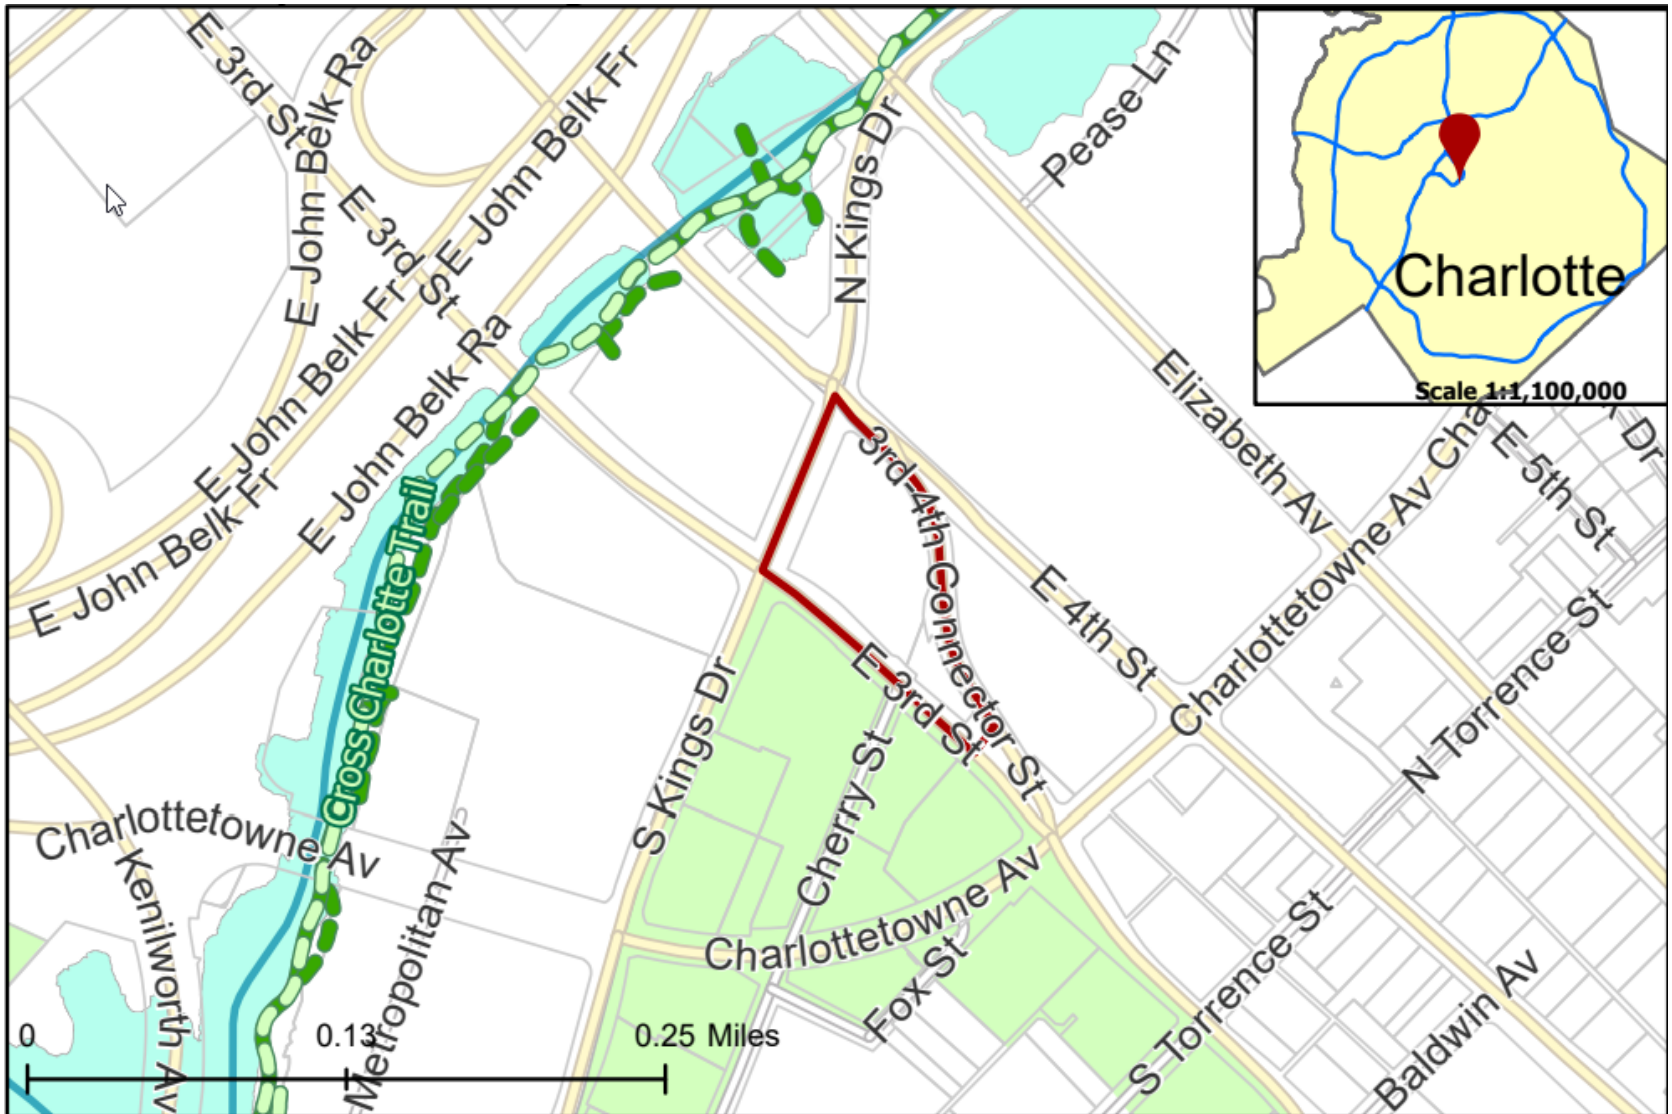 E 3rd St
E John Belk Ra
E John Belk Fr
Pease Ln
N Kings Dr
E 3rd St
E John Belk Fr
E John Belk Ra
Charlotte
Scale 1:1,100,000
Elizabeth Av
Charlottetowne Av
Cha
E 5th St
Dr
3rd-4th Connector St
E John Belk Fr
E 4th St
Cross Charlotte Trail
E 3rd St
S Kings Dr
Cherry St
N Torrence St
Charlottetowne Av
Kenilworth Av
Metropolitan Av
Charlottetowne Av
Fox St
S Torrence St
Baldwin Av
0
0.13
0.25 Miles